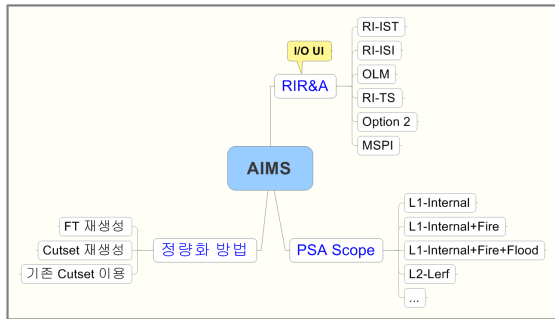 I/O UI
RIR&A
RI-IST
RI-ISI
OLM
RI-TS
Option 2
MSPI
AIMS
정량화 방법
FT 재생성
Cutset 재생성
기존 Cutset 이용
PSA Scope
L1-Internal
L1-Internal+Fire
L1-Internal+Fire+Flood
L2-Lerf
...